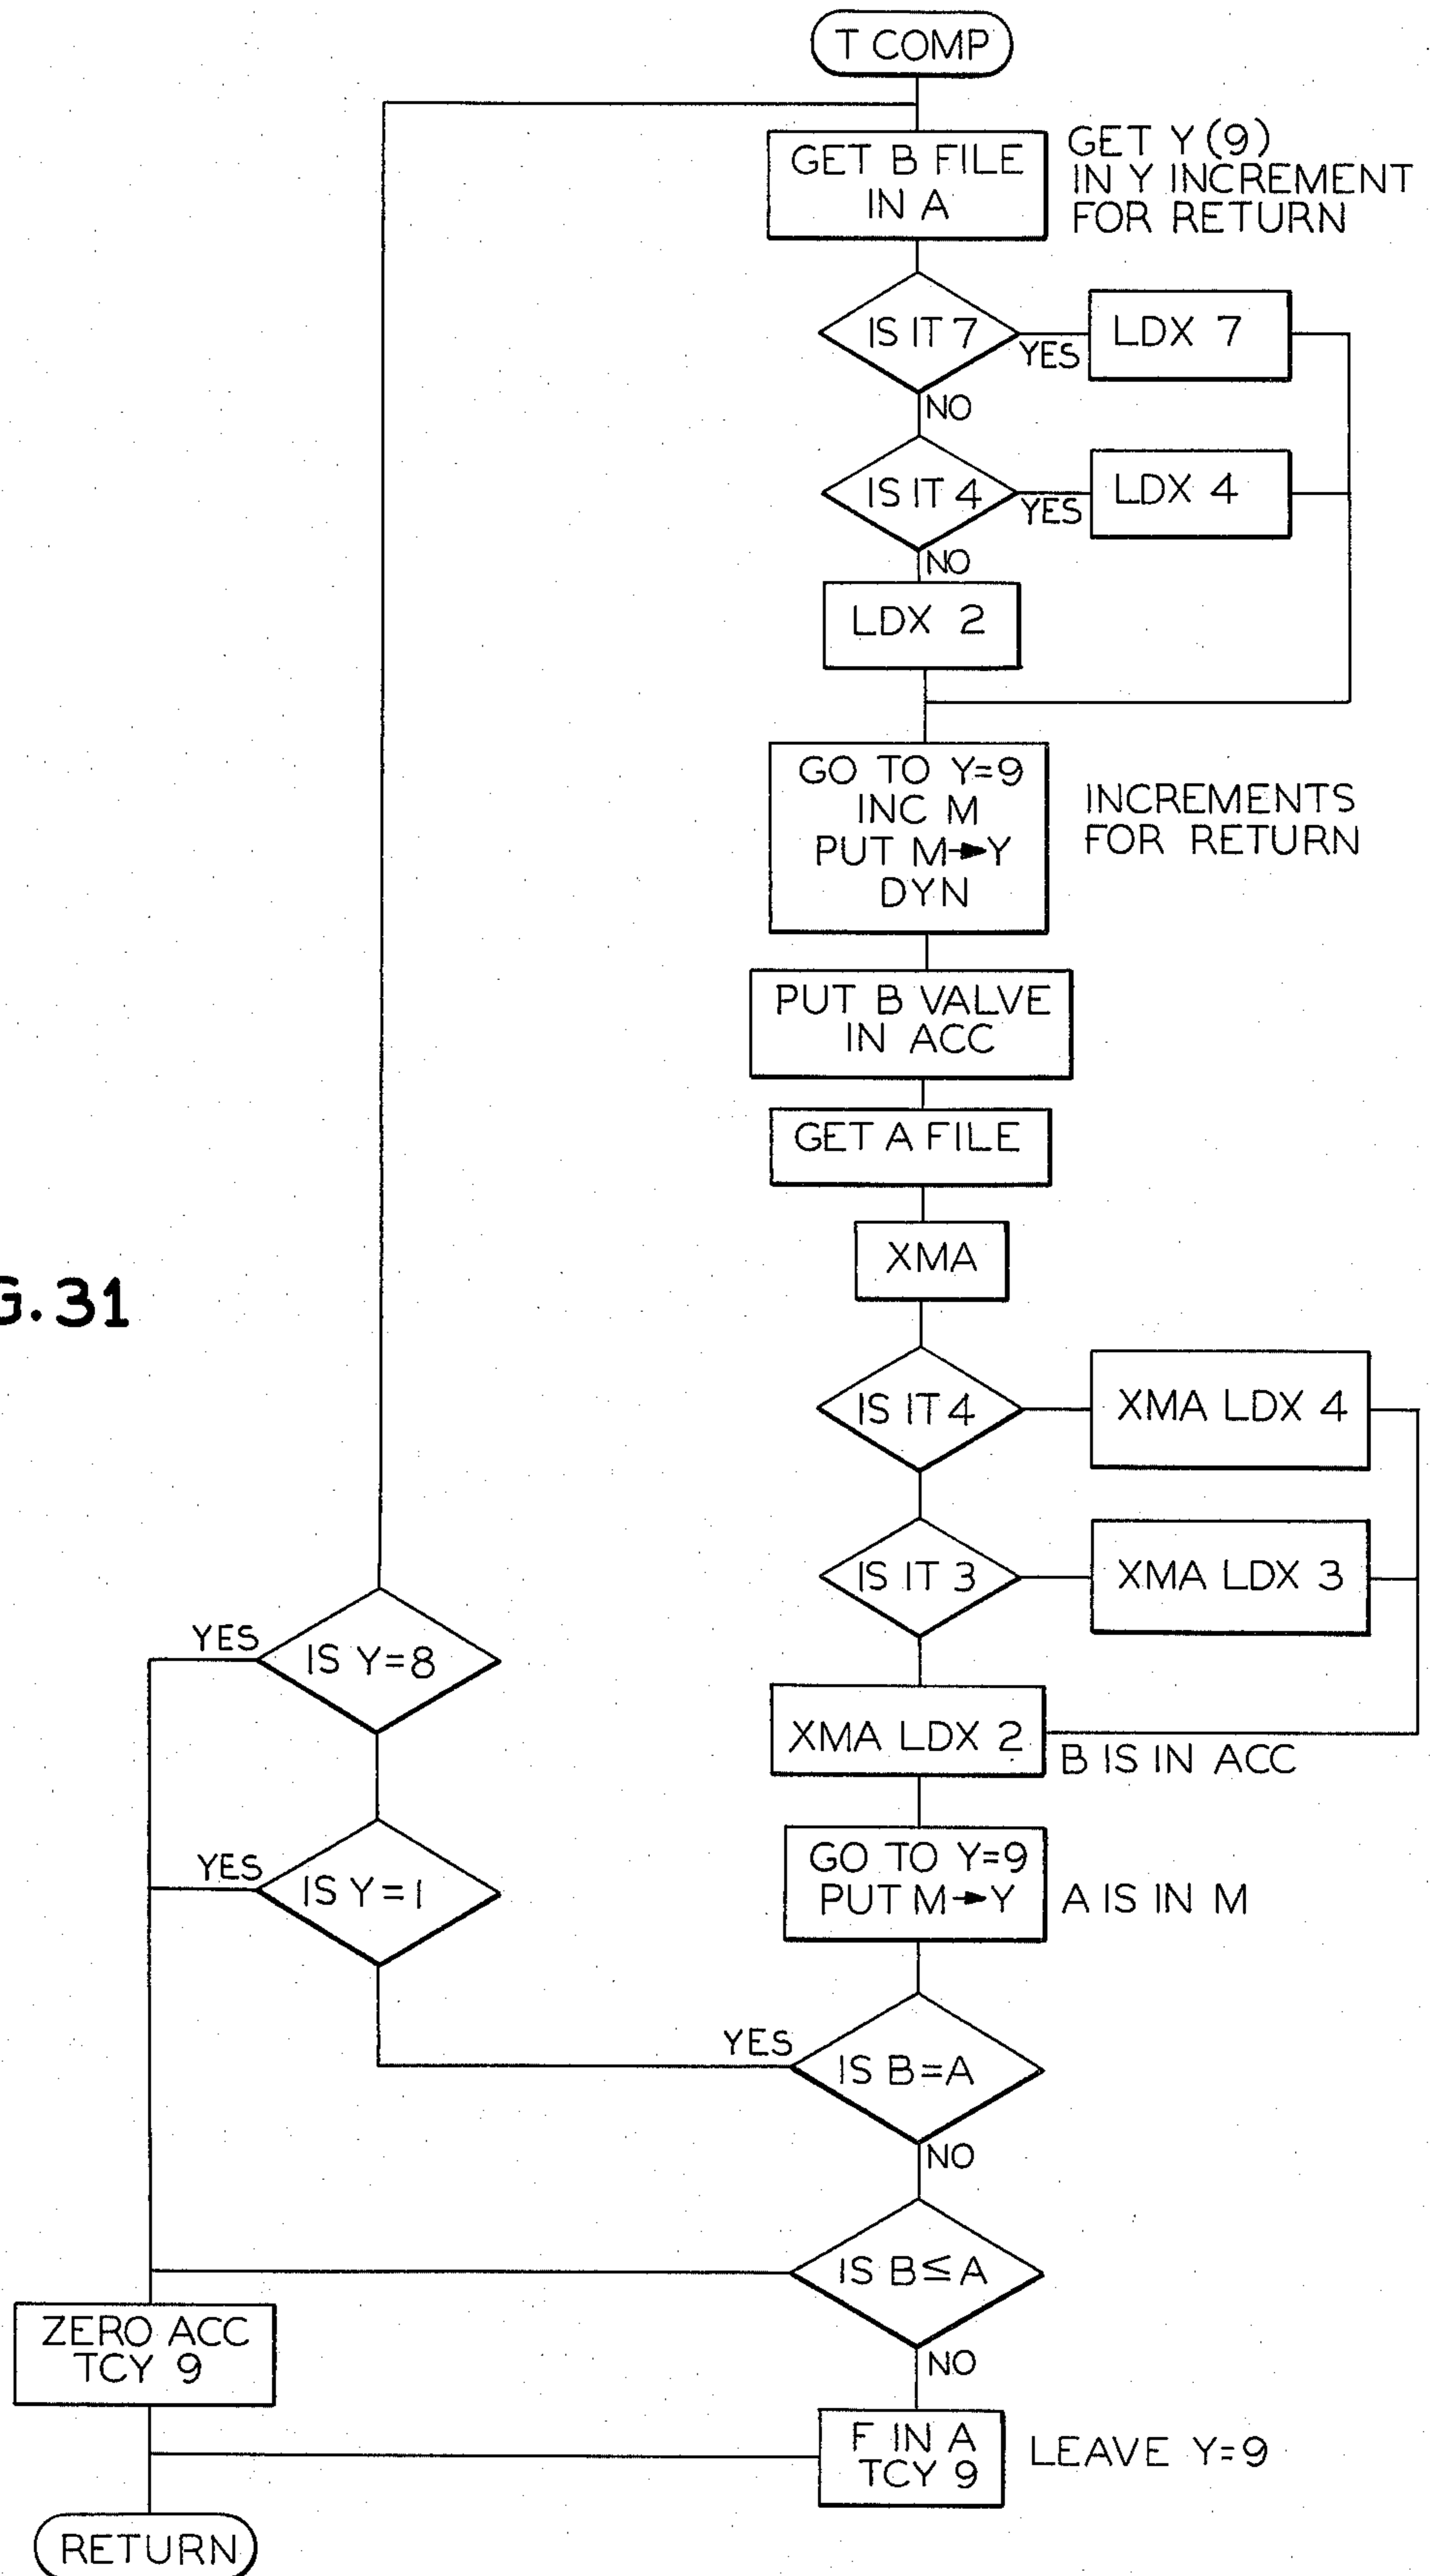 T COMP
GET B FILE
IN A
GET Y (9)
IN Y INCREMENT
FOR RETURN
IS IT 7
YES
LDX 7
NO
IS IT 4
YES
LDX 4
NO
LDX 2
GO TO Y=9
INC M
PUT M→Y
DYN
INCREMENTS
FOR RETURN
PUT B VALVE
IN ACC
GET A FILE
XMA
G.31
IS IT 4
XMA LDX 4
IS IT 3
XMA LDX 3
YES
IS Y=8
XMA LDX 2
B IS IN ACC
YES
IS Y=1
GO TO Y=9
PUT M→Y
A IS IN M
YES
IS B=A
NO
IS B≤A
NO
ZERO ACC
TCY 9
F IN A
TCY 9
LEAVE Y=9
RETURN